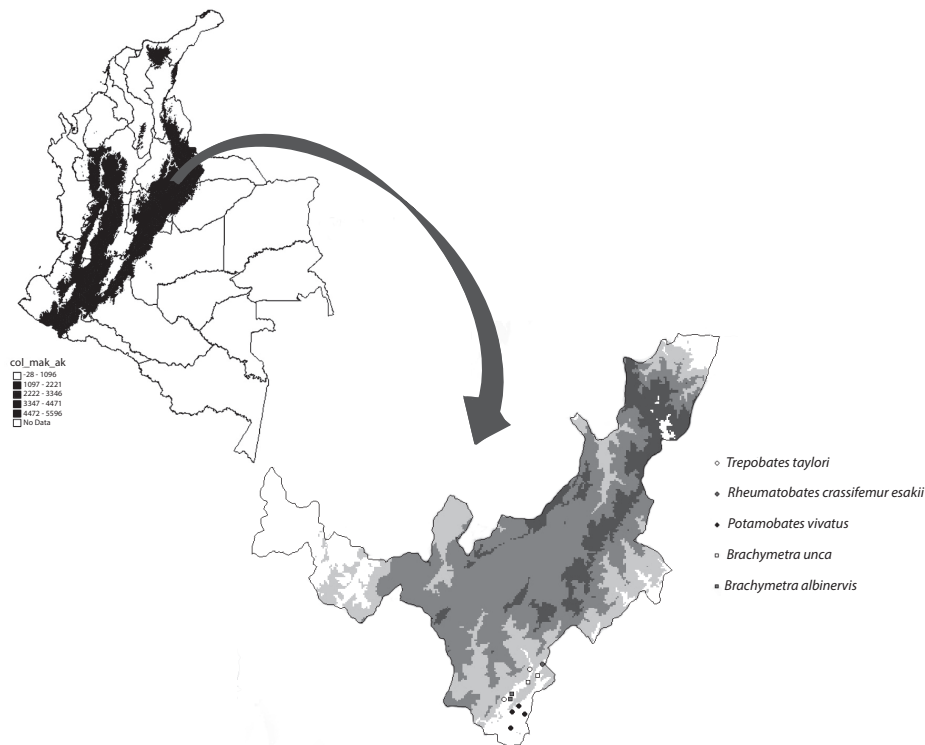 col_mak_ak
-28 - 1096
1097 - 2221
2222 - 3346
3347 - 4471
4472 - 5596
No Data
Trepobates taylori
Rheumatobates crassifemur esakii
Potamobates vivatus
Brachymetra unca
Brachymetra albinervis